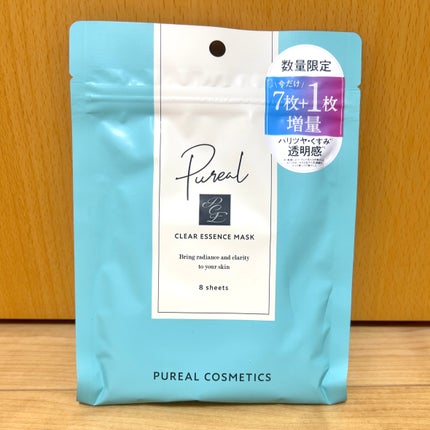 数量限定
今だけ!
7枚+1枚
増量
ハリツヤ・くすみ
透明感
Pureal
PCE
CLEAR ESSENCE MASK
Bring radiance and clarity
to your skin
8 sheets
PUREAL COSMETICS